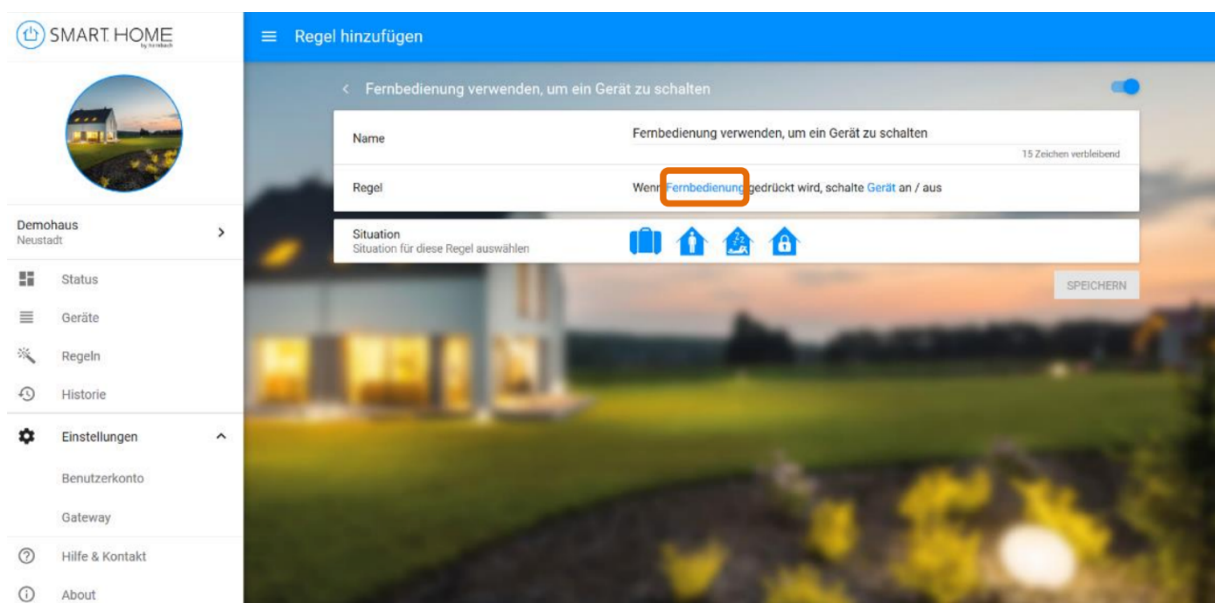 SMART HOME
by hornbach
Regel hinzufügen
Fernbedienung verwenden, um ein Gerät zu schalten
Name
Fernbedienung verwenden, um ein Gerät zu schalten
15 Zeichen verbleibend
Regel
Wenn Fernbedienung gedrückt wird, schalte Gerät an / aus
Demohaus
Neustadt
Situation
Situation für diese Regel auswählen
SPEICHERN
Status
Geräte
Regeln
Historie
Einstellungen
Benutzerkonto
Gateway
Hilfe & Kontakt
About